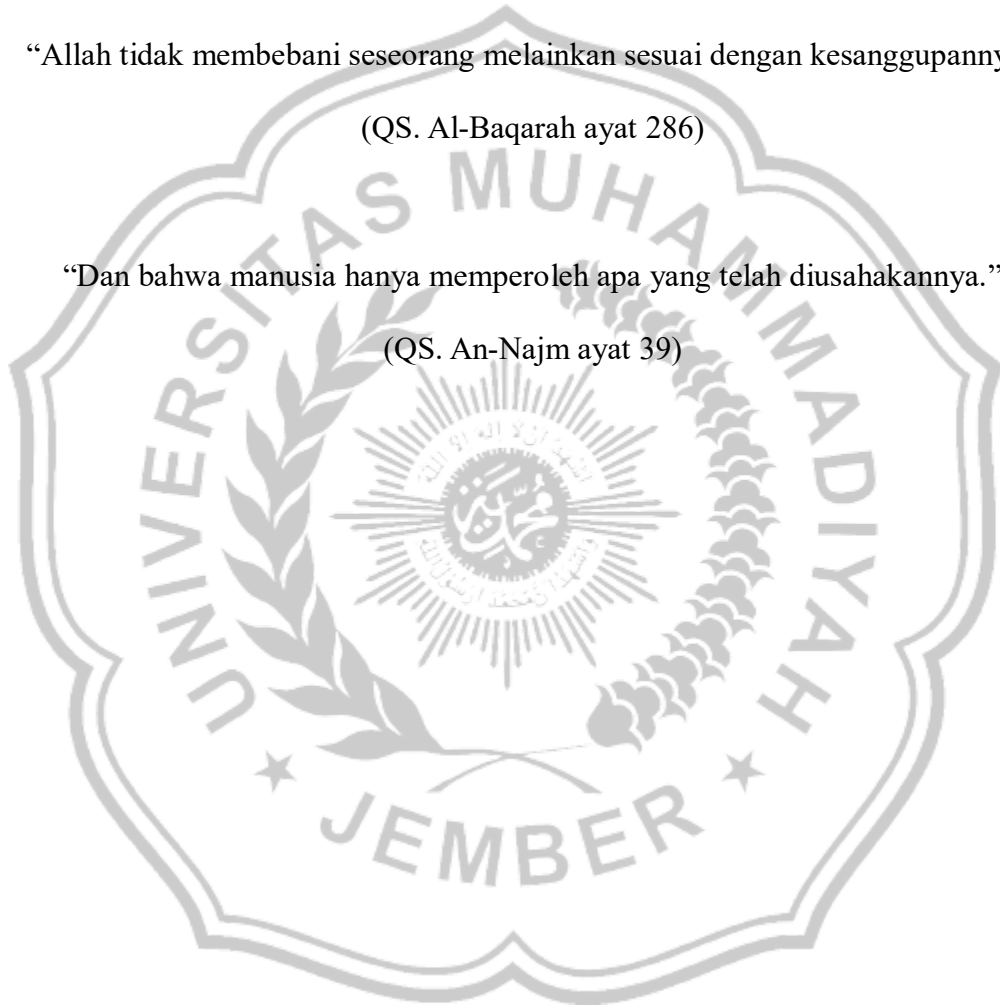 “Allah tidak membebani seseorang melainkan sesuai dengan kesanggupanny
(QS. Al-Baqarah ayat 286)
“Dan bahwa manusia hanya memperoleh apa yang telah diusahakannya.”
(QS. An-Najm ayat 39)
UNIVERSITAS MUHAMMADIYAH
محمدية
JEMBER